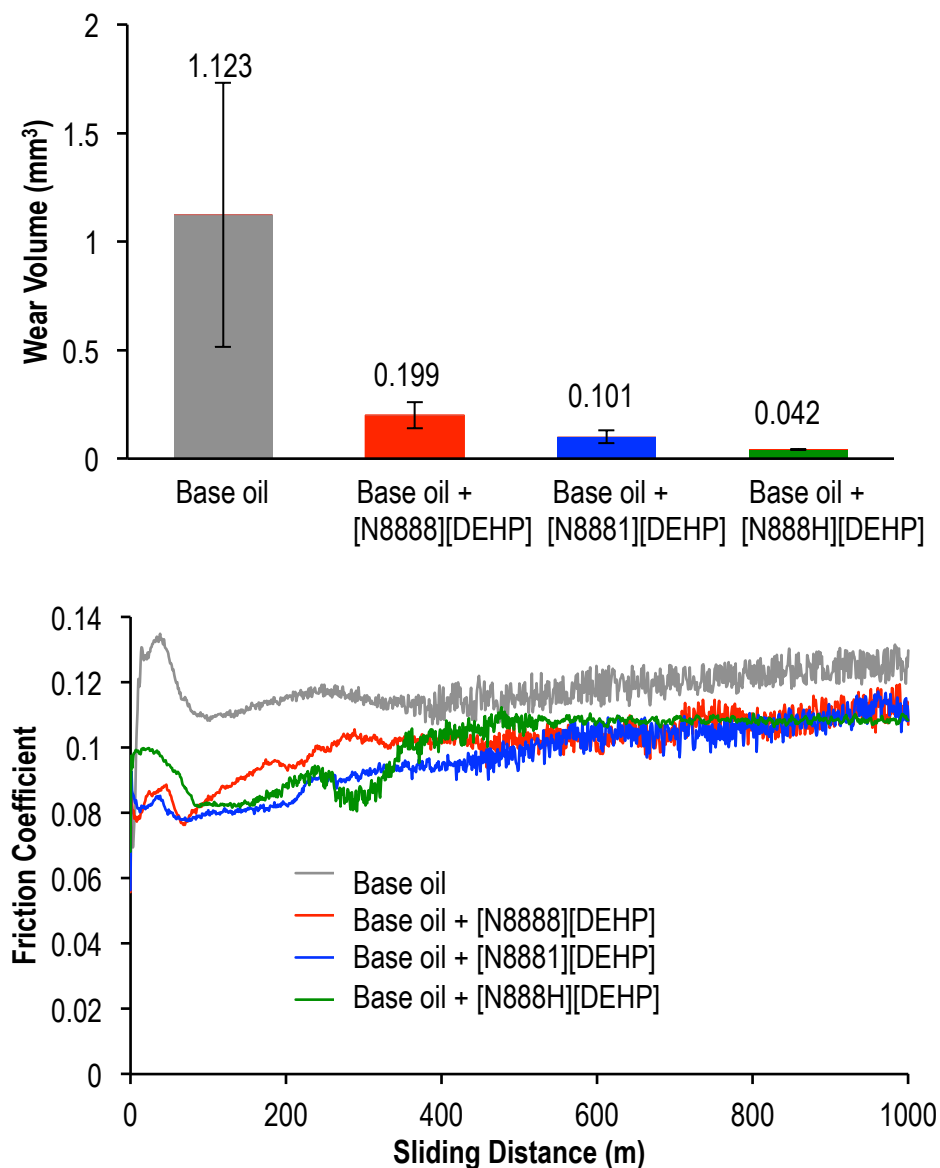 Wear Volume (mm³)
2
1.5
1
0.5
0
1.123
0.199
0.101
0.042
Base oil
Base oil +
[N8888][DEHP]
Base oil +
[N8881][DEHP]
Base oil +
[N888H][DEHP]
Friction Coefficient
0.14
0.12
0.1
0.08
0.06
0.04
0.02
0
Base oil
Base oil + [N8888][DEHP]
Base oil + [N8881][DEHP]
Base oil + [N888H][DEHP]
0 200 400 600 800 1000
Sliding Distance (m)